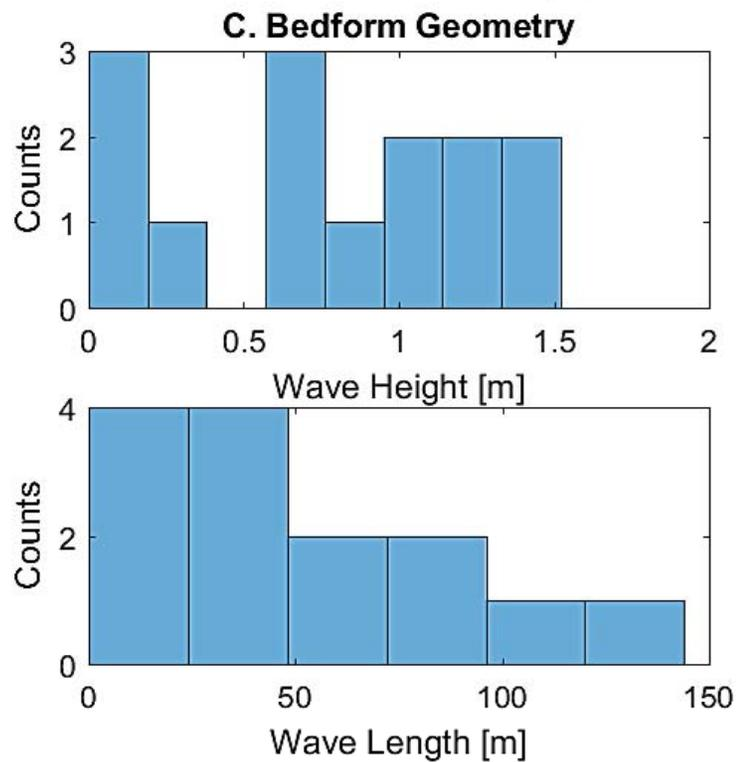 C. Bedform Geometry
3
2
1
0
Counts
0 0.5 1 1.5 2
Wave Height [m]
4
2
0
Counts
0 50 100 150
Wave Length [m]